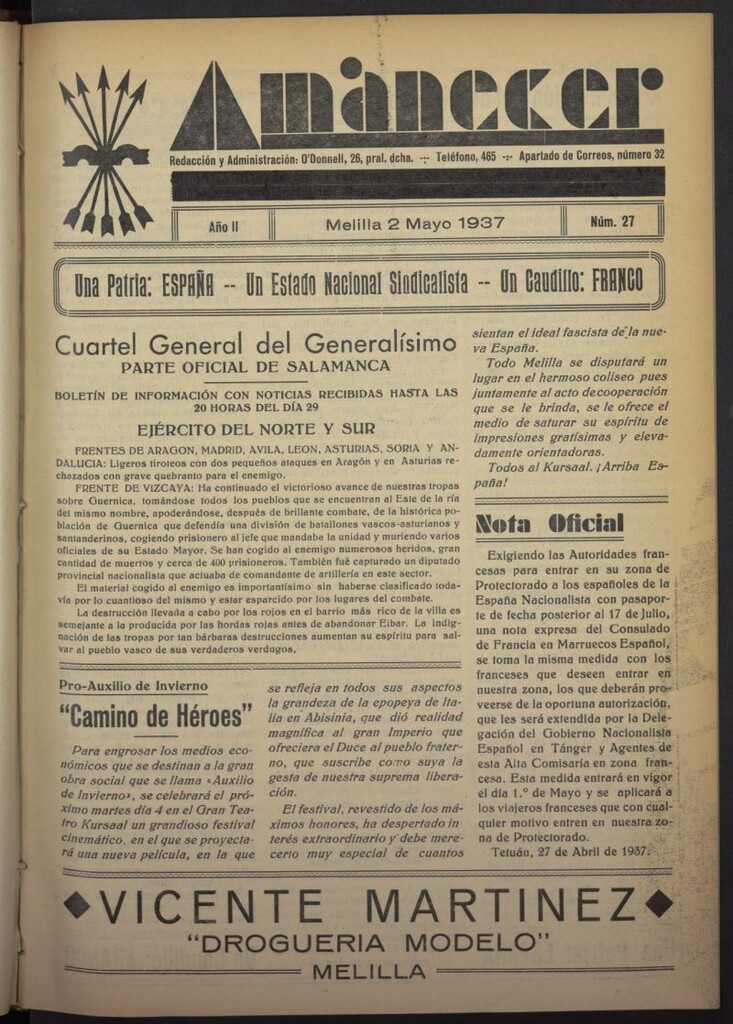 Amanecer
Redacción y Administración: O'Donnell, 26, pral. dcha. -:- Teléfono, 465 -:- Apartado de Correos, número 32
Año II
Melilla 2 Mayo 1937
Núm. 27
Una Patria: ESPAÑA -- Un Estado Nacional Sindicalista -- Un Caudillo: FRANCO
Cuartel General del Generalísimo
PARTE OFICIAL DE SALAMANCA
BOLETÍN DE INFORMACIÓN CON NOTICIAS RECIBIDAS HASTA LAS
20 HORAS DEL DÍA 29
EJÉRCITO DEL NORTE Y SUR
FRENTES DE ARAGON, MADRID, AVILA, LEON, ASTURIAS, SORIA Y AN-
DALUCIA: Ligeros tiroteos con dos pequeños ataques en Aragón y en Asturias re-
chazados con grave quebranto para el enemigo.
FRENTE DE VIZCAYA: Ha continuado el victorioso avance de nuestras tropas
sobre Guernica, tomándose todos los pueblos que se encuentran al Este de la ría
del mismo nombre, apoderándose, después de brillante combate, de la histórica po-
blación de Guernica que defendía una división de batallones vascos-asturianos y
santanderinos, cogiendo prisionero al jefe que mandaba la unidad y muriendo varios
oficiales de su Estado Mayor. Se han cogido al enemigo numerosos heridos, gran
cantidad de muertos y cerca de 400 prisioneros. También fué capturado un diputado
provincial nacionalista que actuaba de comandante de artillería en este sector.
El material cogido al enemigo es importantísimo sin haberse clasificado toda-
vía por lo cuantioso del mismo y estar esparcido por los lugares del combate.
La destrucción llevada a cabo por los rojos en el barrio más rico de la villa es
semejante a la producida por las hordas rojas antes de abandonar Eibar. La indig-
nación de las tropas por tan bárbaras destrucciones aumentan su espíritu para sal-
var al pueblo vasco de sus verdaderos verdugos,
Pro-Auxilio de Invierno
"Camino de Héroes"
Para engrosar los medios eco-
nómicos que se destinan a la gran
obra social que se llama «Auxilio
de Invierno», se celebrará el pró-
ximo martes día 4 en el Gran Tea-
tro Kursaal un grandioso festival
cinemático, en el que se proyecta-
rá una nueva película, en la que
se refleja en todos sus aspectos
la grandeza de la epopeya de Ita-
lia en Abisinia, que dió realidad
magnífica al gran Imperio que
ofreciera el Duce al pueblo frater-
no, que suscribe como suya la
gesta de nuestra suprema libera-
ción.
El festival, revestido de los má-
ximos honores, ha despertado in
terés extraordinario y debe mere-
cerlo muy especial de cuantos
sientan el ideal fascista de la nue-
va España.
Todo Melilla se disputará un
lugar en el hermoso coliseo pues
juntamente al acto de cooperación
que se le brinda, se le ofrece el
medio de saturar su espíritu de
impresiones gratísimas y eleva-
damente orientadoras.
Todos al Kursaal. ¡Arriba Es-
paña!
Nota Oficial
Exigiendo las Autoridades fran-
cesas para entrar en su zona de
Protectorado a los españoles de la
España Nacionalista con pasapor-
te de fecha posterior al 17 de Julio,
una nota expresa del Consulado
de Francia en Marruecos Español,
se toma la misma medida con los
franceses que deseen entrar en
nuestra zona, los que deberán pro-
veerse de la oportuna autorización,
que les será extendida por la Dele-
gación del Gobierno Nacionalista
Español en Tánger y Agentes de
esta Alta Comisaría en zona fran-
cesa. Esta medida entrará en vigor
el día 1.º de Mayo y se aplicará a
los viajeros franceses que con cual-
quier motivo entren en nuestra zo-
na de Protectorado.
Tetuán, 27 de Abril de 1937.
VICENTE MARTINEZ
"DROGUERIA MODELO"
MELILLA